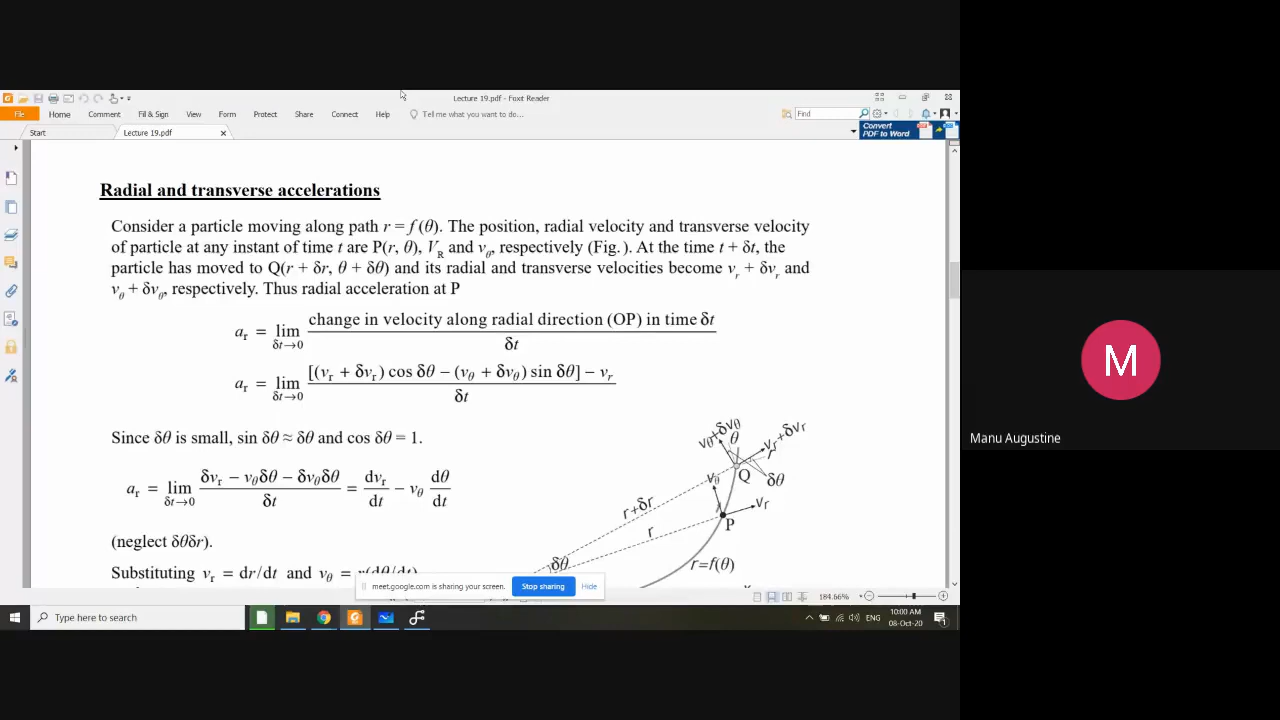 Lecture 19.pdf - Foxit Reader
File Home Comment Fill & Sign View Form Protect Share Connect Help Tell me what you want to do... Find
Start Lecture 19.pdf Convert PDF to Word
Radial and transverse accelerations
Consider a particle moving along path r = f (θ). The position, radial velocity and transverse velocity
of particle at any instant of time t are P(r, θ), V_R and v_θ, respectively (Fig.). At the time t + δt, the
particle has moved to Q(r + δr, θ + δθ) and its radial and transverse velocities become v_r + δv_r and
v_θ + δv_θ, respectively. Thus radial acceleration at P
a_r = lim_{δt→0} change in velocity along radial direction (OP) in time δt / δt
a_r = lim_{δt→0} [(v_r + δv_r) cos δθ – (v_θ + δv_θ) sin δθ] – v_r / δt
Since δθ is small, sin δθ ≈ δθ and cos δθ = 1.
a_r = lim_{δt→0} δv_r – v_θδθ – δv_θδθ / δt = dv_r/dt – v_θ dθ/dt
(neglect δθδr).
Substituting v_r = dr/dt and v_θ = r(dθ/dt)
v_θ+δv_θ
θ
v_r+δv_r
r
Q
δθ
v_θ
v_r
r+δr
r
P
δθ
r=f(θ)
meet.google.com is sharing your screen. Stop sharing Hide
184.66%
Type here to search
ENG
10:00 AM
08-Oct-20
M
Manu Augustine